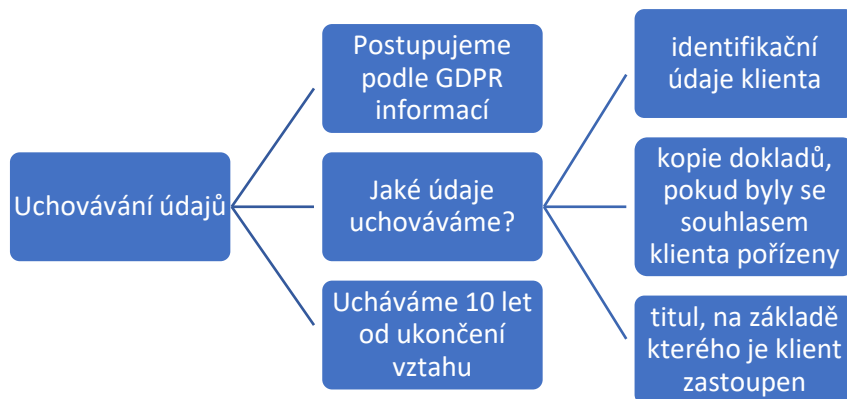 Uchovávání údajů
Postupujeme
podle GDPR
informací
Jaké údaje
uchováváme?
Ucháváme 10 let
od ukončení
vztahu
identifikační
údaje klienta
kopie dokladů,
pokud byly se
souhlasem
klienta pořízeny
titul, na základě
kterého je klient
zastoupen